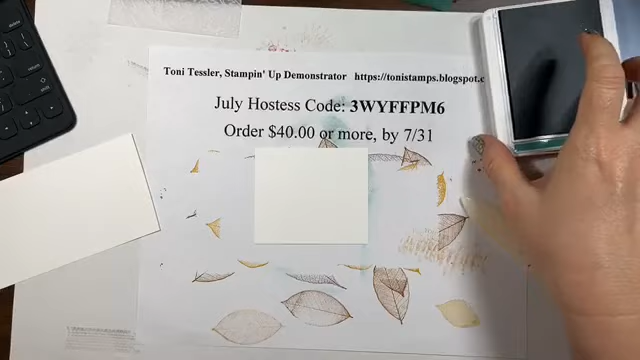 Toni Tessler, Stampin' Up Demonstrator https://tonistamps.blogspot.c
July Hostess Code: 3WYFFPM6
Order $40.00 or more, by 7/31